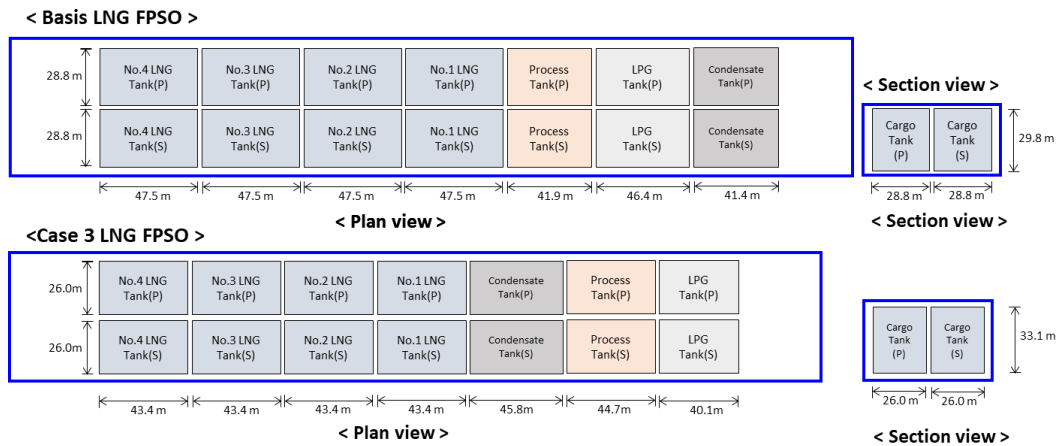 < Basis LNG FPSO >
28.8 m
28.8 m
No.4 LNG
Tank(P)
No.3 LNG
Tank(P)
No.2 LNG
Tank(P)
No.1 LNG
Tank(P)
Process
Tank(P)
LPG
Tank(P)
Condensate
Tank(P)
No.4 LNG
Tank(S)
No.3 LNG
Tank(S)
No.2 LNG
Tank(S)
No.1 LNG
Tank(S)
Process
Tank(S)
LPG
Tank(S)
Condensate
Tank(S)
47.5 m
47.5 m
47.5 m
47.5 m
41.9 m
46.4 m
41.4 m
< Plan view >
< Section view >
Cargo
Tank
(P)
Cargo
Tank
(S)
29.8 m
28.8 m
28.8 m
< Section view >
<Case 3 LNG FPSO >
26.0m
26.0m
No.4 LNG
Tank(P)
No.3 LNG
Tank(P)
No.2 LNG
Tank(P)
No.1 LNG
Tank(P)
Condensate
Tank(P)
Process
Tank(P)
LPG
Tank(P)
No.4 LNG
Tank(S)
No.3 LNG
Tank(S)
No.2 LNG
Tank(S)
No.1 LNG
Tank(S)
Condensate
Tank(S)
Process
Tank(S)
LPG
Tank(S)
43.4 m
43.4 m
43.4 m
43.4 m
45.8m
44.7m
40.1m
< Plan view >
Cargo
Tank
(P)
Cargo
Tank
(S)
33.1 m
26.0 m
26.0 m
< Section view >